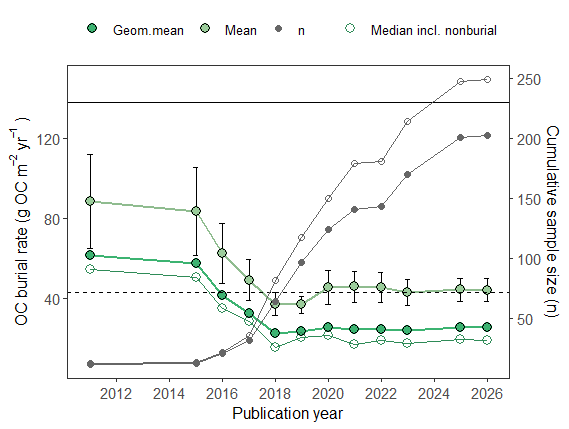 Geom.mean Mean n Median incl. nonburial
OC burial rate (g OC m⁻² yr⁻¹)
120
80
40
250
200
150
100
50
Cumulative sample size (n)
2012 2014 2016 2018 2020 2022 2024 2026
Publication year